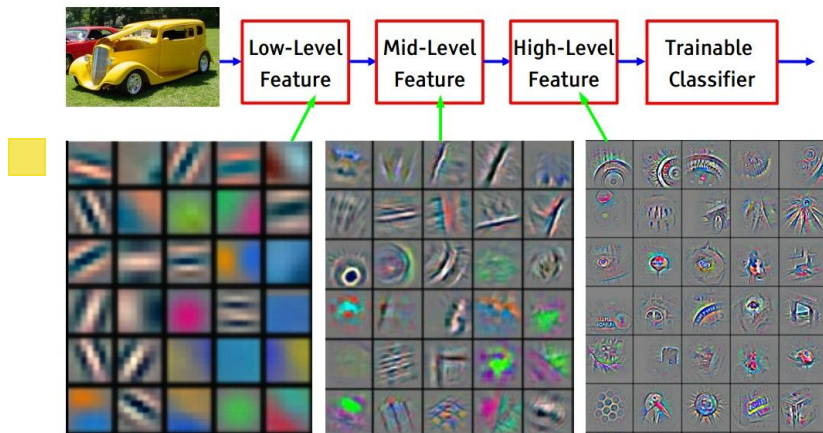 Low-Level
Feature
Mid-Level
Feature
High-Level
Feature
Trainable
Classifier